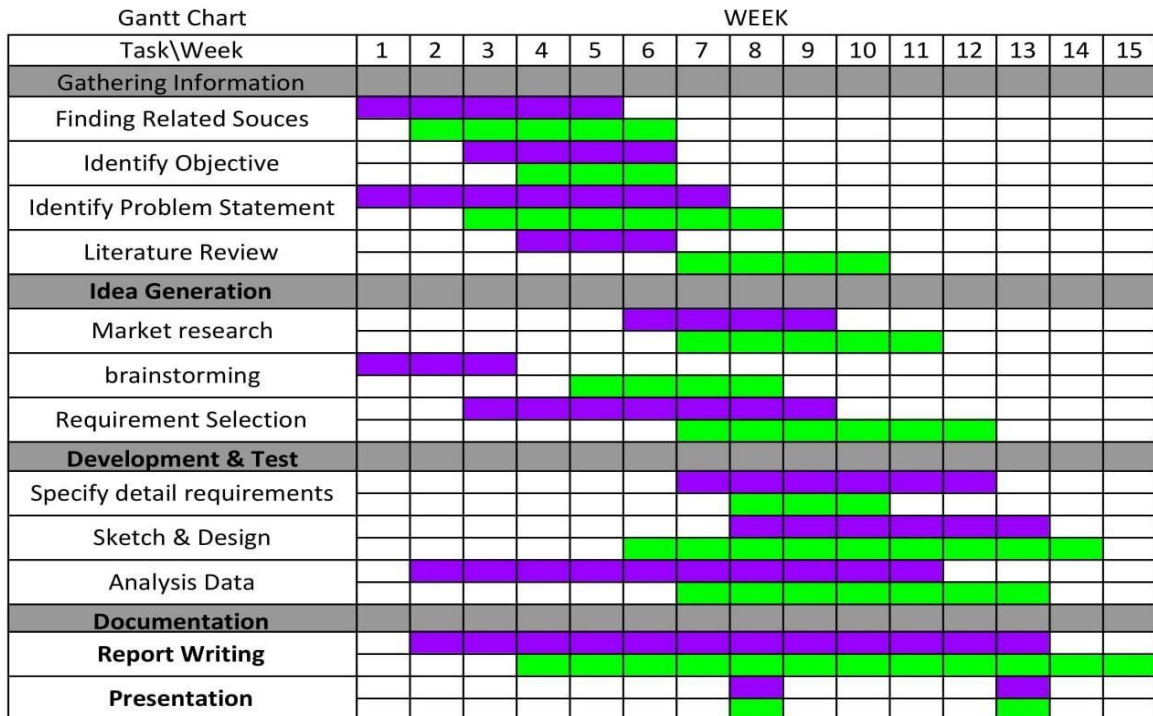 Gantt Chart WEEK
Task\Week 1 2 3 4 5 6 7 8 9 10 11 12 13 14 15
Gathering Information
Finding Related Souces
Identify Objective
Identify Problem Statement
Literature Review
Idea Generation
Market research
brainstorming
Requirement Selection
Development & Test
Specify detail requirements
Sketch & Design
Analysis Data
Documentation
Report Writing
Presentation